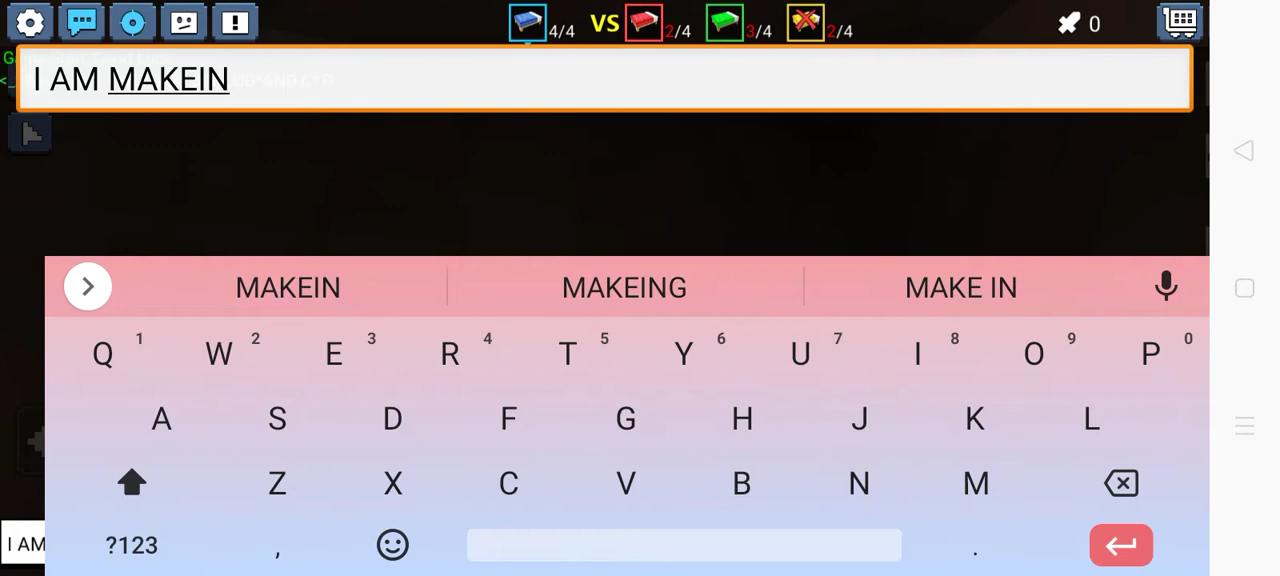 4/4 VS 2/4 3/4 2/4 0
I AM MAKEIN
MAKEIN MAKEING MAKE IN
Q 1 W 2 E 3 R 4 T 5 Y 6 U 7 I 8 O 9 P 0
A S D F G H J K L
Z X C V B N M
I AM ?123 , .